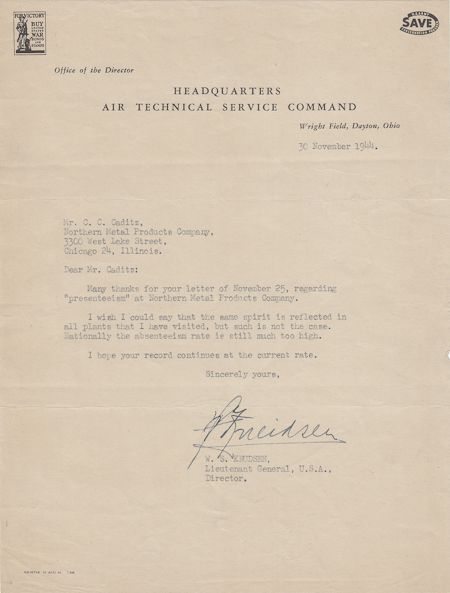 FOR VICTORY
BUY
UNITED
STATES
WAR
BONDS
AND
STAMPS
SAVE
Office of the Director
HEADQUARTERS
AIR TECHNICAL SERVICE COMMAND
Wright Field, Dayton, Ohio
30 November 1944.
Mr. C. C. Caditz,
Northern Metal Products Company,
3300 West Lake Street,
Chicago 24, Illinois.
Dear Mr. Caditz:
Many thanks for your letter of November 25, regarding
"presenteeism" at Northern Metal Products Company.
I wish I could say that the same spirit is reflected in
all plants that I have visited, but such is not the case.
Nationally the absenteeism rate is still much too high.
I hope your record continues at the current rate.
Sincerely yours,
W. S. KNUDSEN,
Lieutenant General, U.S.A.,
Director.